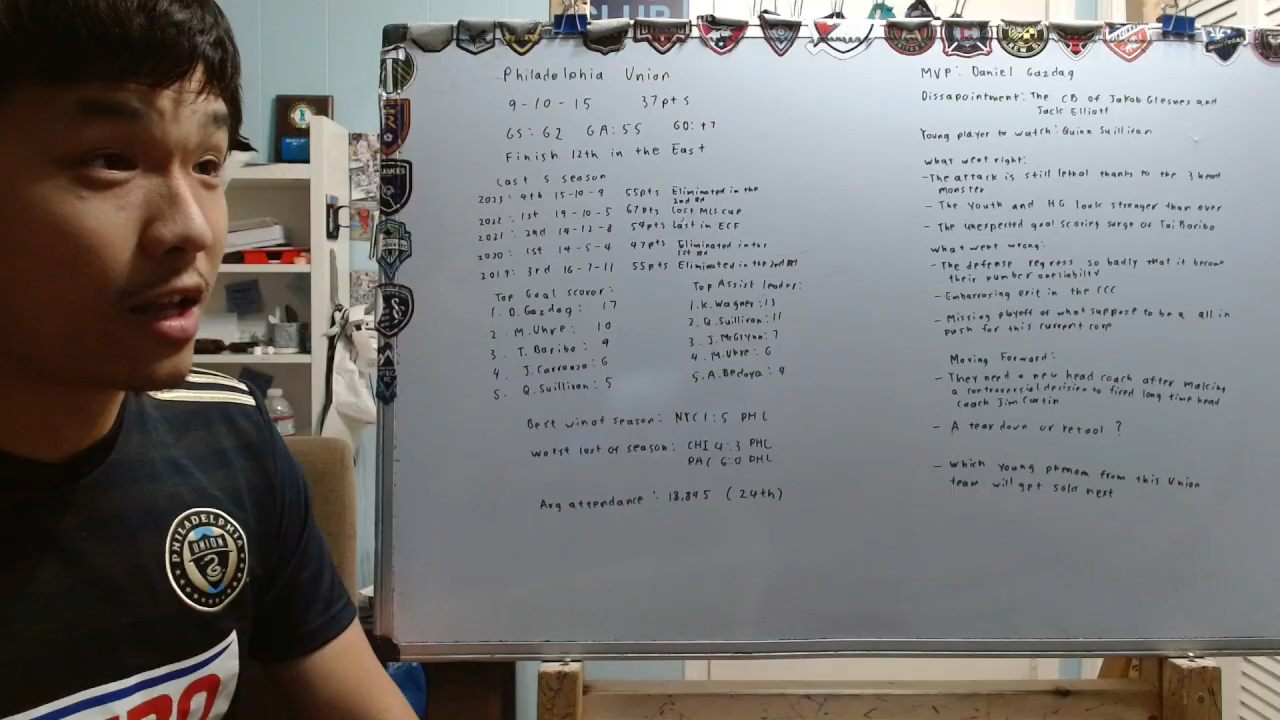 CLUB
Philadelphia Union
9-10-15 37pts
GS: 62 GA: 55 GD: +7
Finish 12th in the East
Last 5 season
2023: 4th 15-10-9 55pts Eliminated in the 2nd RD
2022: 1st 19-10-5 67pts Lost MLS cup
2021: 2nd 14-12-8 54pts Last in ECF
2020: 1st 14-5-4 47pts Eliminated in the 1st RD
2019: 3rd 16-7-11 55pts Eliminated in the 2nd RD
Top Goal scorer:
1. D. Gazdag: 17
2. M. Uhre: 10
3. T. Baribo: 9
4. J. Carranza: 6
5. Q. Suillivan: 5
Top Assist leader:
1. K. Wagner: 13
2. Q. Suillivan: 11
3. J. McGlynn: 7
4. M. Uhre: 6
5. A. Bedoya: 4
Best win of season: NYC 1:5 PHL
Worst lost of season: CHI 4:3 PHL
PAC 6:0 PHL
Avg attendance: 18,845 (24th)
MVP: Daniel Gazdag
Dissapointment: The CB of Jakob Glesnes and
Jack Elliott
Young player to watch: Quinn Suillivan
What went right:
- The attack is still lethal thanks to the 3 head
monster
- The Youth and HG look stronger than ever
- The unexpected goal scoring surge of Tai Baribo
What went wrong:
- The defense regress so badly that it become
their number one liability
- Embarrosing exit in the CCC
- Missing playoff of what suppose to be a all in
push for this current core
Moving Forward:
- They need a new head coach after making
a controvercial decision to fired long time head
coach Jim Curtin
- A tear down or retool?
- Which young phenom from this Union
team will get sold next
PHILADELPHIA
UNION